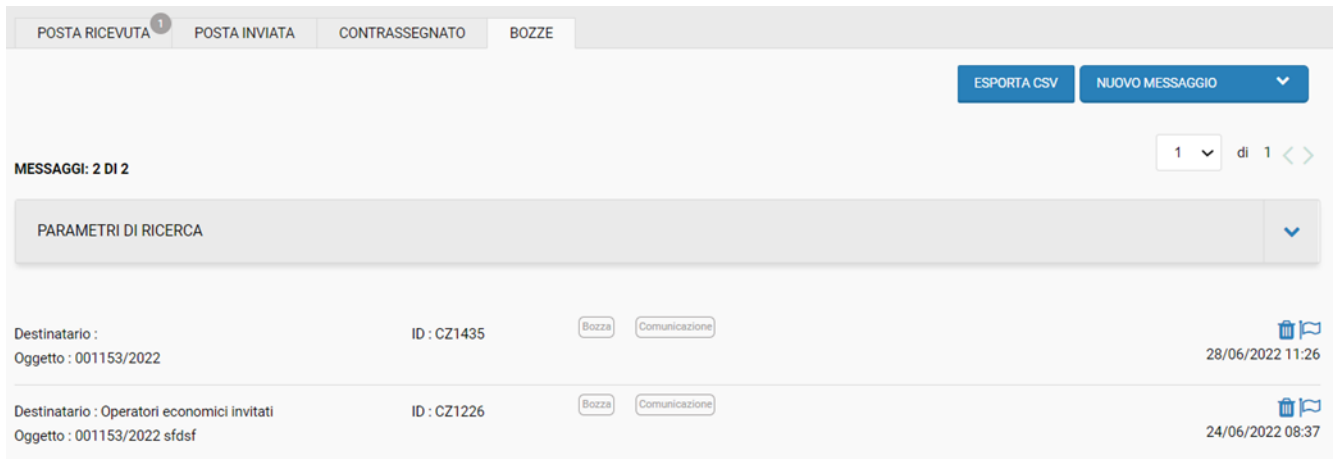 POSTA RICEVUTA 1 POSTA INVIATA CONTRASSEGNATO BOZZE
ESPORTA CSV NUOVO MESSAGGIO
1 di 1
MESSAGGI: 2 DI 2
PARAMETRI DI RICERCA
Destinatario : ID : CZ1435 Bozza Comunicazione
Oggetto : 001153/2022 28/06/2022 11:26
Destinatario : Operatori economici invitati ID : CZ1226 Bozza Comunicazione
Oggetto : 001153/2022 sfdsf 24/06/2022 08:37